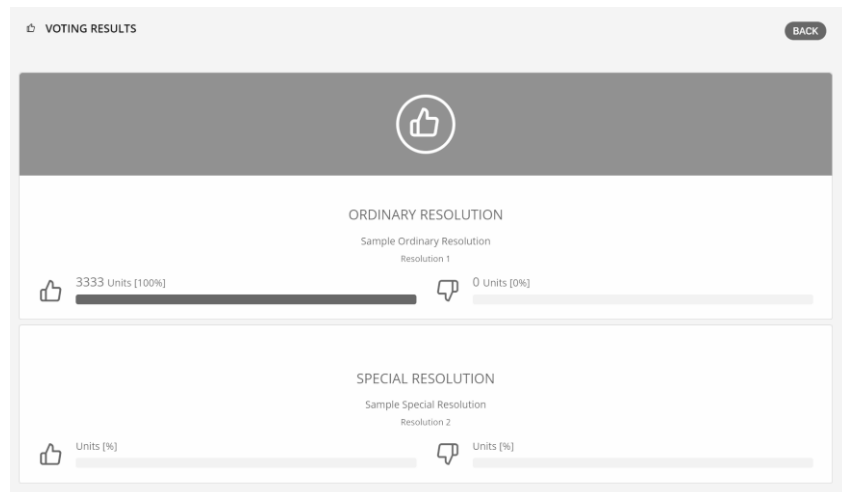 VOTING RESULTS
BACK
ORDINARY RESOLUTION
Sample Ordinary Resolution
Resolution 1
3333 Units [100%]
0 Units [0%]
SPECIAL RESOLUTION
Sample Special Resolution
Resolution 2
Units [%]
Units [%]